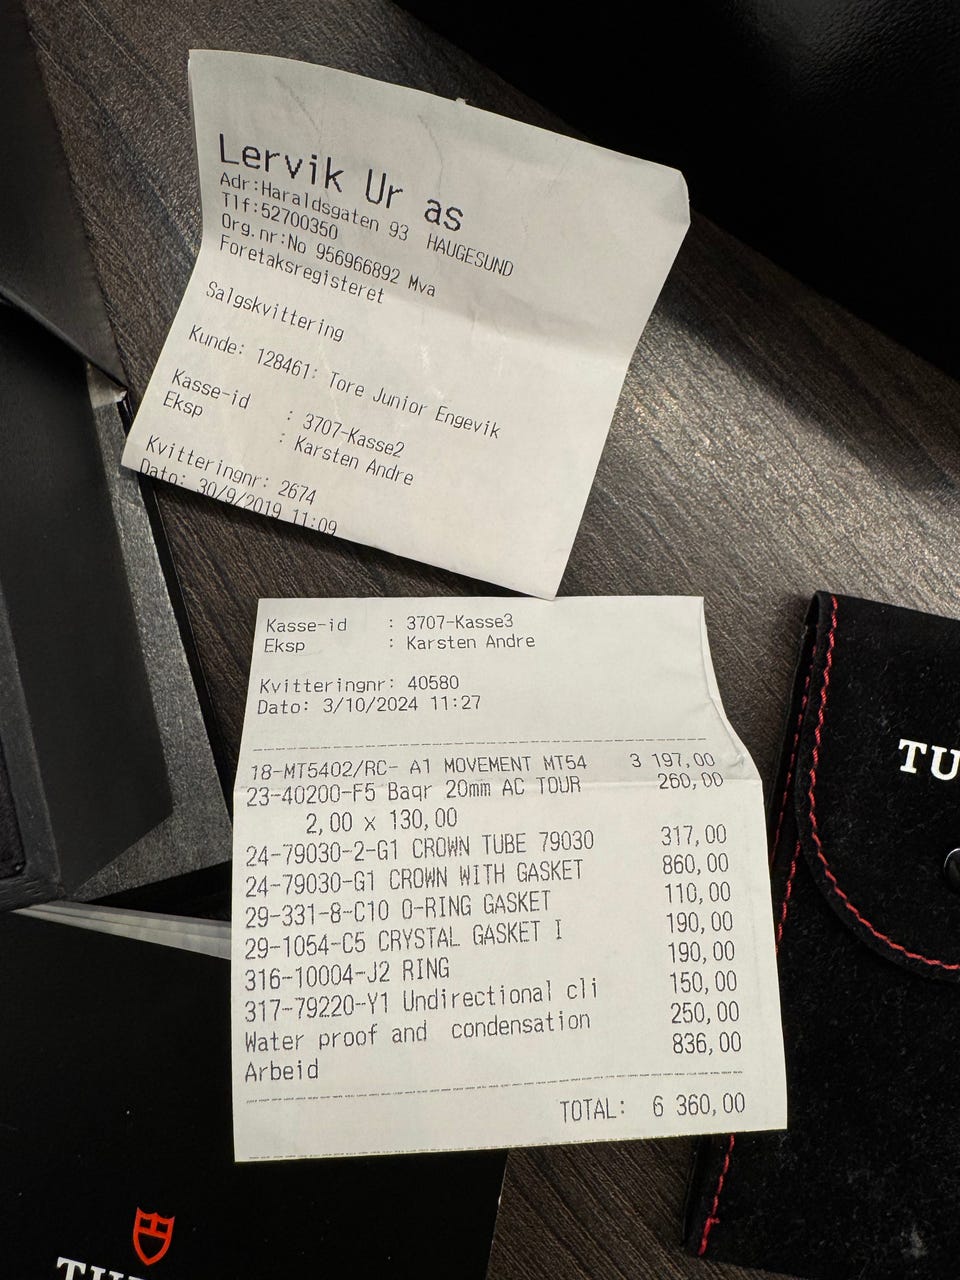 Lervik Ur as
Adr:Haraldsgaten 93 HAUGESUND
Tlf:52700350
Org.nr:No 956966892 Mva
Foretaksregisteret
Salgskvittering
Kunde: 128461: Tore Junior Engevik
Kasse-id : 3707-Kasse2
Eksp : Karsten Andre
Kvitteringnr: 2674
Dato: 30/9/2019 11:09
Kasse-id : 3707-Kasse3
Eksp : Karsten Andre
Kvitteringnr: 40580
Dato: 3/10/2024 11:27
18-MT5402/RC- A1 MOVEMENT MT54 3 197,00
23-40200-F5 Bagr 20mm AC TOUR 260,00
2,00 x 130,00
24-79030-2-G1 CROWN TUBE 79030 317,00
24-79030-G1 CROWN WITH GASKET 860,00
29-331-8-C10 O-RING GASKET 110,00
29-1054-C5 CRYSTAL GASKET I 190,00
316-10004-J2 RING 190,00
317-79220-Y1 Undirectional cli 150,00
Water proof and condensation 250,00
Arbeid 836,00
TOTAL: 6 360,00
TU